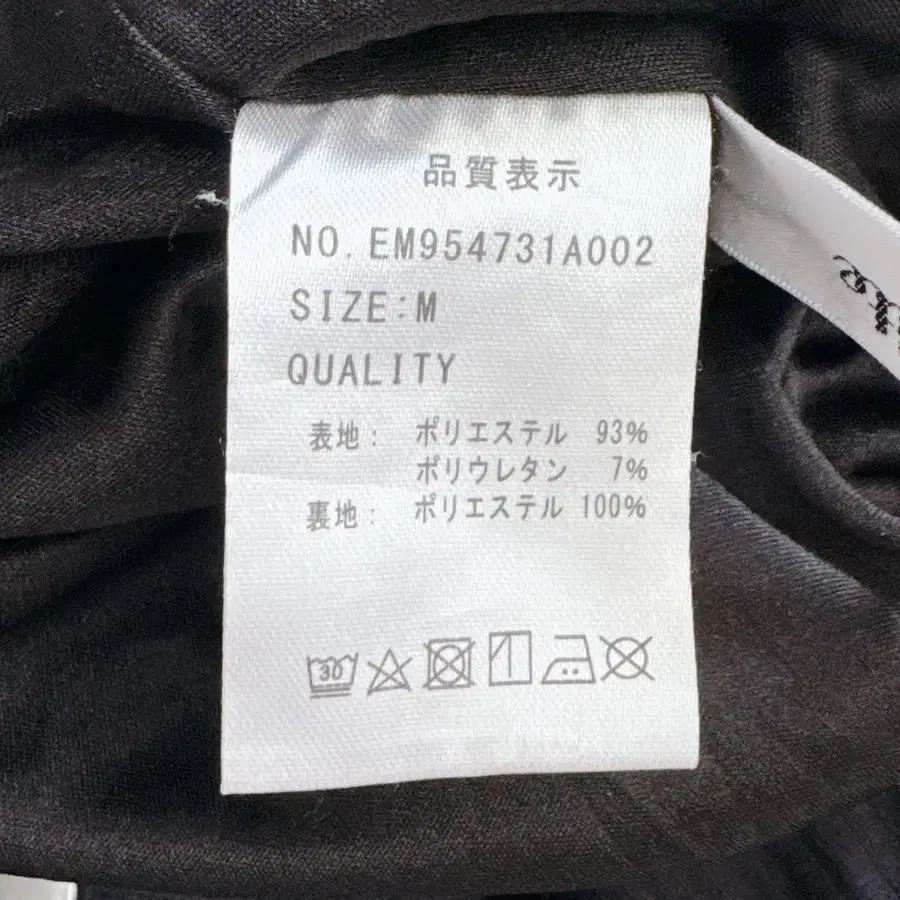 品質表示
NO. EM954731A002
SIZE:M
QUALITY
表地: ポリエステル 93%
ポリウレタン 7%
裏地: ポリエステル 100%
30